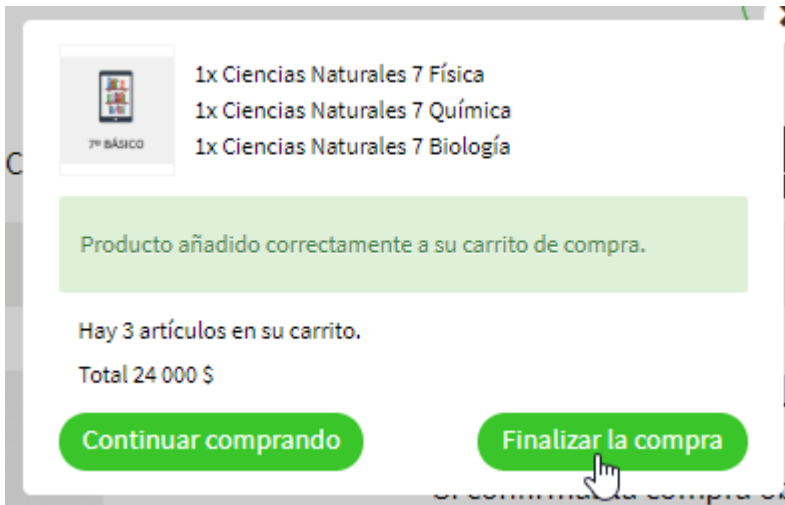 1x Ciencias Naturales 7 Física
1x Ciencias Naturales 7 Química
1x Ciencias Naturales 7 Biología
7º BÁSICO
Producto añadido correctamente a su carrito de compra.
Hay 3 artículos en su carrito.
Total 24 000 $
Continuar comprando
Finalizar la compra